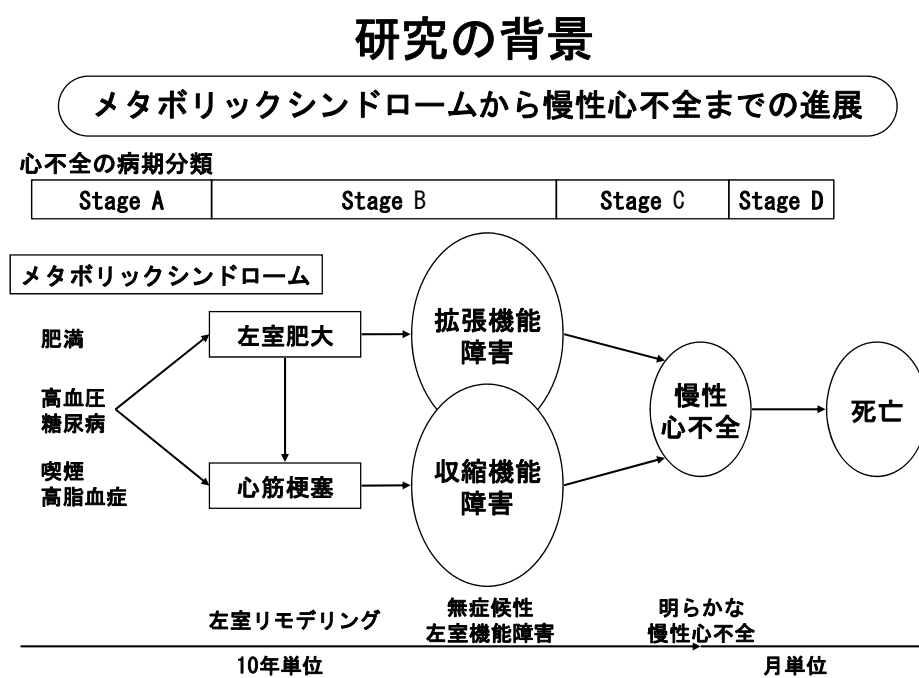 研究の背景
メタボリックシンドロームから慢性心不全までの進展
心不全の病期分類
Stage A
Stage B
Stage C
Stage D
メタボリックシンドローム
肥満
高血圧
糖尿病
喫煙
高脂血症
左室肥大
心筋梗塞
拡張機能
障害
収縮機能
障害
慢性
心不全
死亡
左室リモデリング
無症候性
左室機能障害
明らかな
慢性心不全
10年単位
月単位